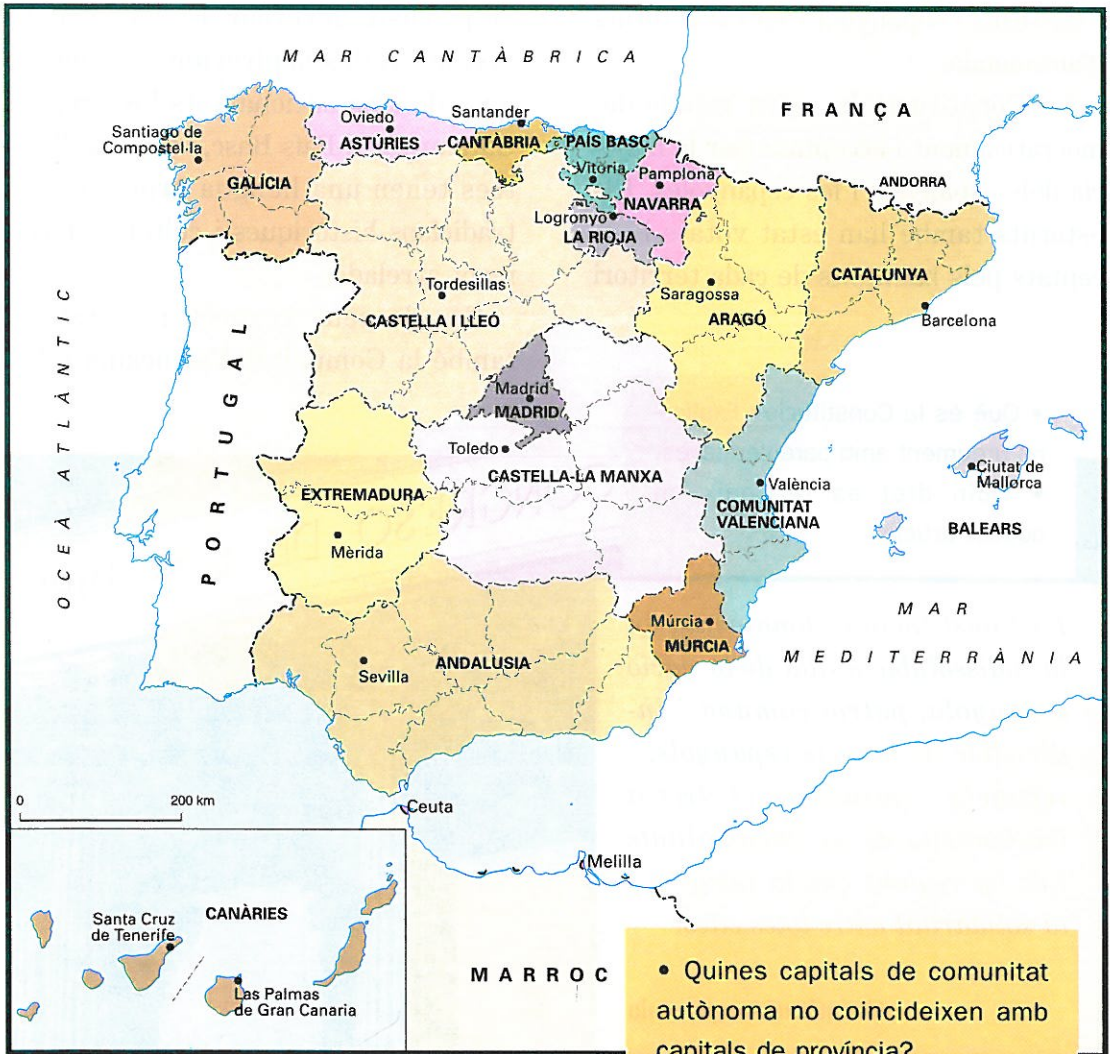 MAR CANTÀBRICA
FRANÇA
Santander
Oviedo
Santiago de
Compostel·la
ASTÚRIES
CANTÀBRIA
PAÍS BASC
Vitòria
Pamplona
ANDORRA
GALÍCIA
NAVARRA
Logronyo
LA RIOJA
CATALUNYA
Tordesillas
Saragossa
CASTELLA I LLEÓ
ARAGÓ
Barcelona
OCEÀ ATLÀNTIC
PORTUGAL
Madrid
MADRID
Toledo
CASTELLA-LA MANXA
Ciutat de
Mallorca
València
EXTREMADURA
COMUNITAT
VALENCIANA
BALEARS
Mèrida
MAR
MEDITERRÀNIA
Múrcia
MÚRCIA
ANDALUSIA
Sevilla
0 200 km
Ceuta
Melilla
CANÀRIES
Santa Cruz
de Tenerife
Las Palmas
de Gran Canaria
MARROC
• Quines capitals de comunitat
autònoma no coincideixen amb
capitals de província?